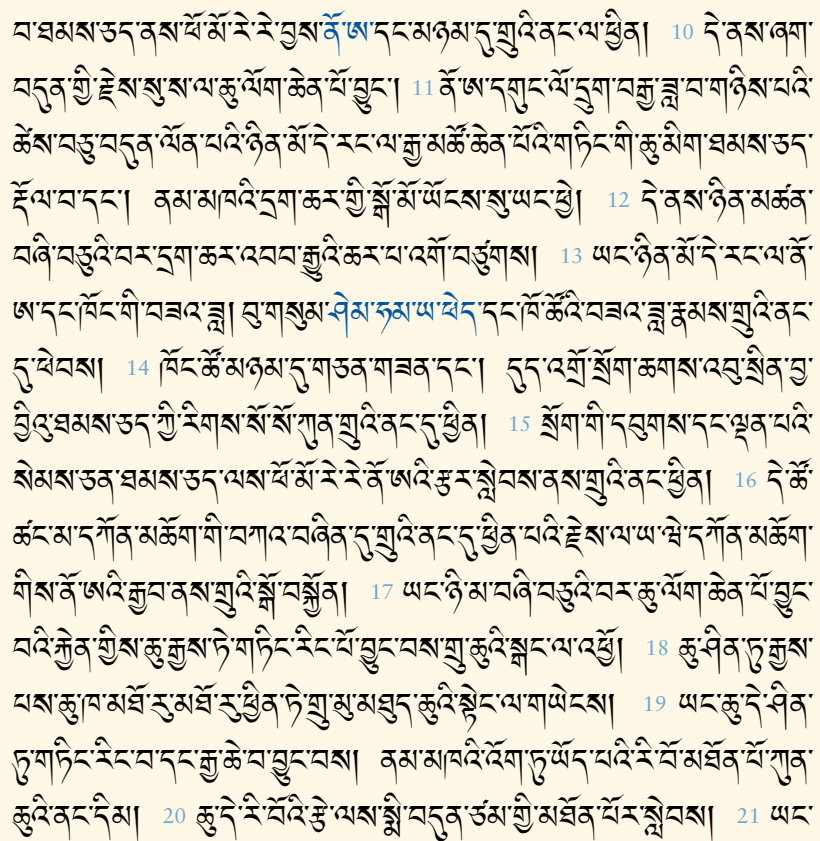 བ་ཐམས་ཅད་ནས་ཕོ་མོ་རེ་རེ་བྱས་ནོ་ཨ་དང་མཉམ་དུ་གྲུའི་ནང་ལ་ཕྱིན། 10 དེ་ནས་ཞག་
བདུན་གྱི་རྗེས་སུ་ས་ལ་ཆུ་ལོག་ཆེན་པོ་བྱུང་། 11 ནོ་ཨ་དགུང་ལོ་དྲུག་བརྒྱ་ཟླ་བ་གཉིས་པའི་
ཚེས་བཅུ་བདུན་ལོན་པའི་ཉིན་མོ་དེ་རང་ལ་རྒྱ་མཚོ་ཆེན་པོའི་གཏིང་གི་ཆུ་མིག་ཐམས་ཅད་
རྡོལ་བ་དང་། ནམ་མཁའི་དྲག་ཆར་གྱི་སྒོ་མོ་ཡོངས་སུ་ཡང་ཕྱེ། 12 དེ་ནས་ཉིན་མཚན་
བཞི་བཅུའི་བར་དྲག་ཆར་འབབ་རྒྱུའི་ཆར་པ་འགོ་བཙུགས། 13 ཡང་ཉིན་མོ་དེ་རང་ལ་ནོ་
ཨ་དང་ཁོང་གི་བཟའ་ཟླ། བུ་གསུམ་ཤེམ་ཧམ་ཡ་ཕེད་དང་ཁོ་ཚོའི་བཟའ་ཟླ་རྣམས་གྲུའི་ནང་
དུ་ཕེབས། 14 ཁོང་ཚོ་མཉམ་དུ་གཅན་གཟན་དང་། དུད་འགྲོ་སྲོག་ཆགས་འབུ་སྲིན་བྱ་
བྱིའུ་ཐམས་ཅད་ཀྱི་རིགས་སོ་སོ་ཀུན་གྲུའི་ནང་དུ་ཕྱིན། 15 སྲོག་གི་དབུགས་དང་ལྡན་པའི་
སེམས་ཅན་ཐམས་ཅད་ལས་ཕོ་མོ་རེ་རེ་ནོ་ཨའི་རྩར་སླེབས་ནས་གྲུའི་ནང་ཕྱིན། 16 དེ་ཚོ་
ཚང་མ་དཀོན་མཆོག་གི་བཀའ་བཞིན་དུ་གྲུའི་ནང་དུ་ཕྱིན་པའི་རྗེས་ལ་ཡ་ཝེ་དཀོན་མཆོག་
གིས་ནོ་ཨའི་རྒྱབ་ནས་གྲུའི་སྒོ་བསྐྱོན། 17 ཡང་ཉི་མ་བཞི་བཅུའི་བར་ཆུ་ལོག་ཆེན་པོ་བྱུང་
བའི་རྐྱེན་གྱིས་ཆུ་རྒྱས་ཏེ་གཏིང་རིང་པོ་བྱུང་བས་གྲུ་ཆུའི་སྒང་ལ་འཕྱོ། 18 ཆུ་ཤིན་ཏུ་རྒྱས་
པས་ཆུ་ཁ་མཐོ་རུ་མཐོ་རུ་ཕྱིན་ཏེ་གྲུ་མུ་མཐུད་ཆུའི་སྟེང་ལ་གཡེངས། 19 ཡང་ཆུ་དེ་ཤིན་
ཏུ་གཏིང་རིང་བ་དང་རྒྱ་ཆེ་བ་བྱུང་བས། ནམ་མཁའི་འོག་ཏུ་ཡོད་པའི་རི་བོ་མཐོན་པོ་ཀུན་
ཆུའི་ནང་དིམ། 20 ཆུ་དེ་རི་བོའི་རྩེ་ལས་སྨི་བདུན་ཙམ་གྱི་མཐོན་པོར་སླེབས། 21 ཡང་